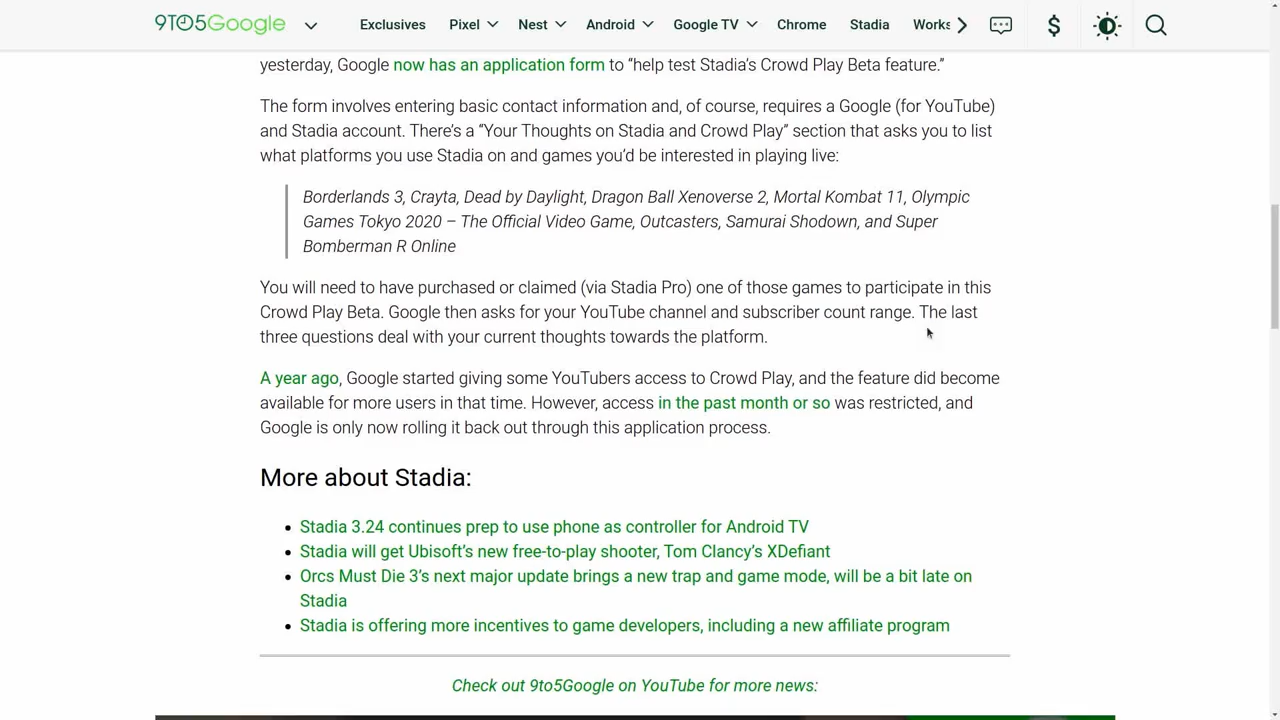 9TO5Google
Exclusives Pixel Nest Android Google TV Chrome Stadia Works
yesterday, Google now has an application form to “help test Stadia’s Crowd Play Beta feature.”
The form involves entering basic contact information and, of course, requires a Google (for YouTube)
and Stadia account. There’s a “Your Thoughts on Stadia and Crowd Play” section that asks you to list
what platforms you use Stadia on and games you’d be interested in playing live:
Borderlands 3, Crayta, Dead by Daylight, Dragon Ball Xenoverse 2, Mortal Kombat 11, Olympic
Games Tokyo 2020 – The Official Video Game, Outcasters, Samurai Shodown, and Super
Bomberman R Online
You will need to have purchased or claimed (via Stadia Pro) one of those games to participate in this
Crowd Play Beta. Google then asks for your YouTube channel and subscriber count range. The last
three questions deal with your current thoughts towards the platform.
A year ago, Google started giving some YouTubers access to Crowd Play, and the feature did become
available for more users in that time. However, access in the past month or so was restricted, and
Google is only now rolling it back out through this application process.
More about Stadia:
Stadia 3.24 continues prep to use phone as controller for Android TV
Stadia will get Ubisoft’s new free-to-play shooter, Tom Clancy’s XDefiant
Orcs Must Die 3’s next major update brings a new trap and game mode, will be a bit late on
Stadia
Stadia is offering more incentives to game developers, including a new affiliate program
Check out 9to5Google on YouTube for more news: